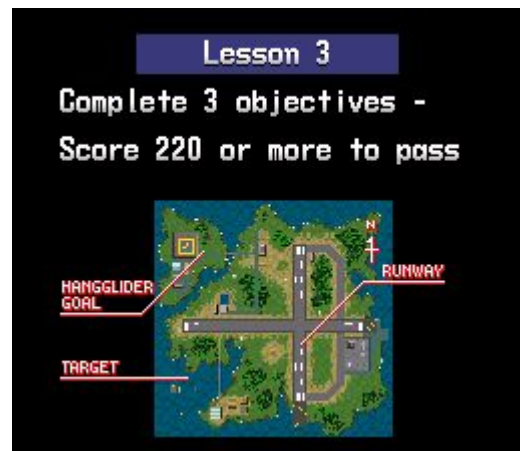 Lesson 3
Complete 3 objectives -
Score 220 or more to pass
N
RUNWAY
HANGGLIDER
GOAL
TARGET